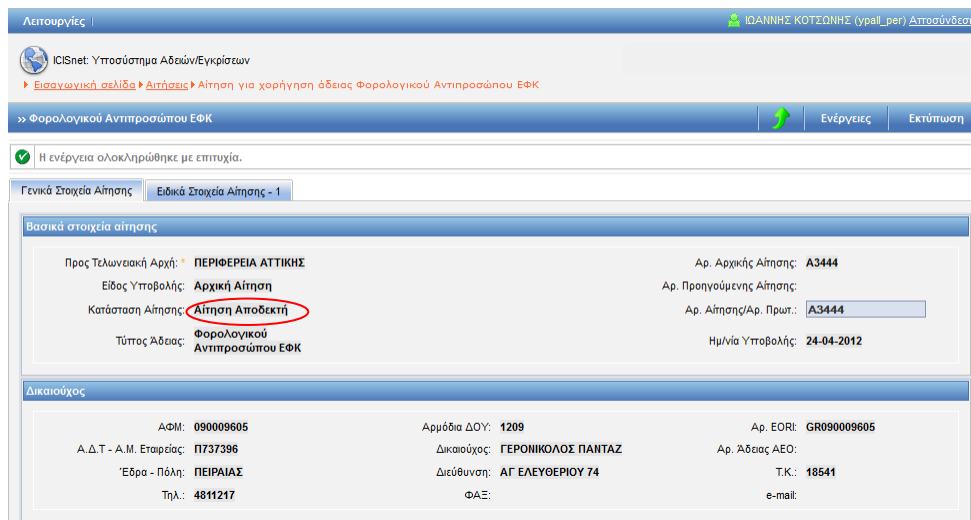 Λειτουργίες | ΙΩΑΝΝΗΣ ΚΟΤΣΩΝΗΣ (ypall_per) Αποσύνδεση
ICISnet: Υποσύστημα Αδειών/Εγκρίσεων
Εισαγωγική σελίδα Αιτήσεις Αίτηση για χορήγηση άδειας Φορολογικού Αντιπροσώπου ΕΦΚ
›› Φορολογικού Αντιπροσώπου ΕΦΚ Ενέργειες Εκτύπωση
Η ενέργεια ολοκληρώθηκε με επιτυχία.
Γενικά Στοιχεία Αίτησης Ειδικά Στοιχεία Αίτησης - 1
Βασικά στοιχεία αίτησης
Προς Τελωνειακή Αρχή: * ΠΕΡΙΦΕΡΕΙΑ ΑΤΤΙΚΗΣ Αρ. Αρχικής Αίτησης: A3444
Είδος Υποβολής: Αρχική Αίτηση Αρ. Προηγούμενης Αίτησης:
Κατάσταση Αίτησης: Αίτηση Αποδεκτή Αρ. Αίτησης/Αρ. Πρωτ.: A3444
Τύπος Άδειας: Φορολογικού Αντιπροσώπου ΕΦΚ Ημ/νία Υποβολής: 24-04-2012
Δικαιούχος
ΑΦΜ: 090009605 Αρμόδια ΔΟΥ: 1209 Αρ. EORI: GR090009605
Α.Δ.Τ - Α.Μ. Εταιρείας: Π737396 Δικαιούχος: ΓΕΡΟΝΙΚΟΛΟΣ ΠΑΝΤΑΖ Αρ. Άδειας ΑΕΟ:
Έδρα - Πόλη: ΠΕΙΡΑΙΑΣ Διεύθυνση: ΑΓ ΕΛΕΥΘΕΡΙΟΥ 74 Τ.Κ.: 18541
Τηλ.: 4811217 ΦΑΞ: e-mail: